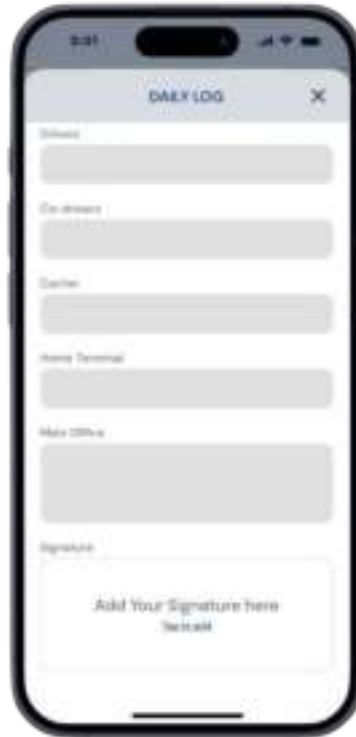 DAILY LOG
Drivers
Co-drivers
Carrier
Home Terminal
Main Office
Signature
Add Your Signature here
Tap to add